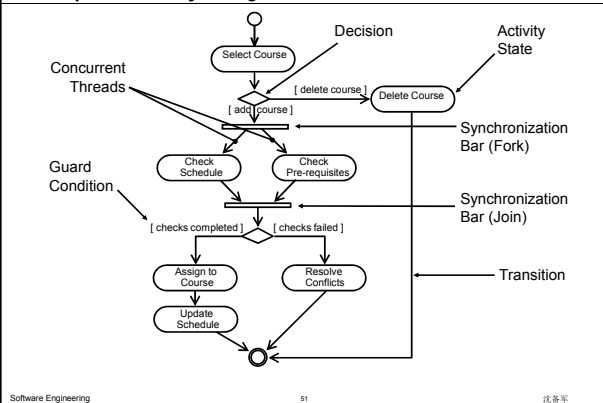 Decision
Activity
State
Select Course
Concurrent
Threads
[ delete course ]
Delete Course
[ add course ]
Synchronization
Bar (Fork)
Check
Schedule
Check
Pre-requisites
Guard
Condition
Synchronization
Bar (Join)
[ checks completed ]
[ checks failed ]
Assign to
Course
Resolve
Conflicts
Transition
Update
Schedule
Software Engineering
51
沈备军